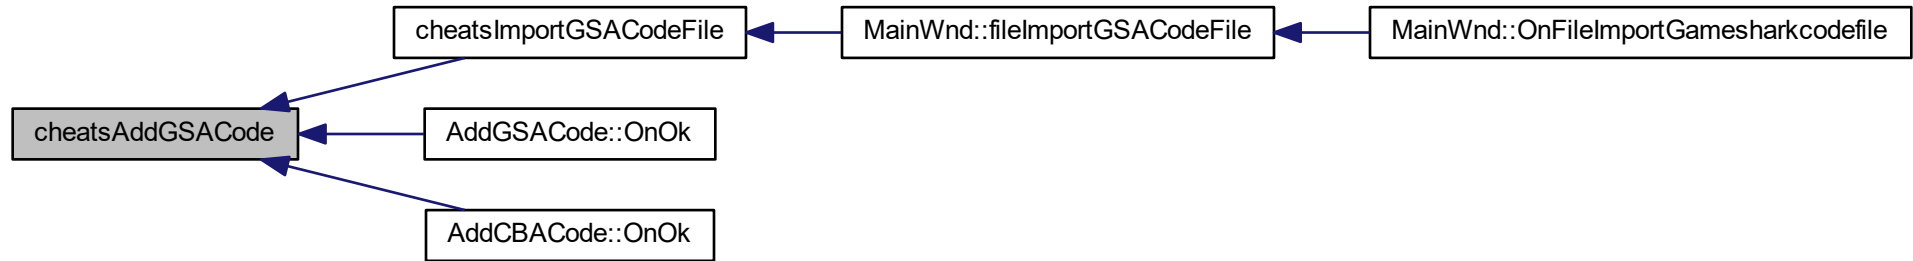 cheatsImportGSACodeFile
MainWnd::fileImportGSACodeFile
MainWnd::OnFileImportGamesharkcodefile
cheatsAddGSACode
AddGSACode::OnOk
AddCBACode::OnOk